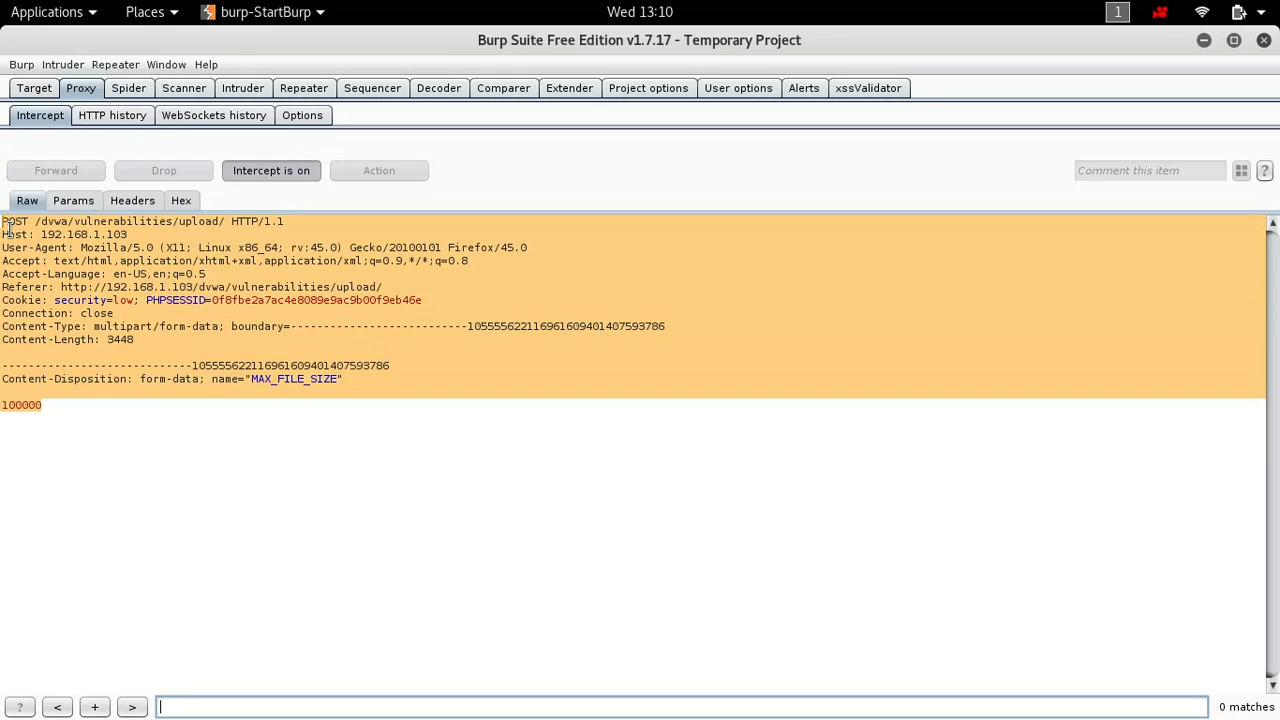 Applications Places burp-StartBurp Wed 13:10 1
Burp Suite Free Edition v1.7.17 - Temporary Project
Burp Intruder Repeater Window Help
Target Proxy Spider Scanner Intruder Repeater Sequencer Decoder Comparer Extender Project options User options Alerts xssValidator
Intercept HTTP history WebSockets history Options
Forward Drop Intercept is on Action Comment this item ?
Raw Params Headers Hex
POST /dvwa/vulnerabilities/upload/ HTTP/1.1
Host: 192.168.1.103
User-Agent: Mozilla/5.0 (X11; Linux x86_64; rv:45.0) Gecko/20100101 Firefox/45.0
Accept: text/html,application/xhtml+xml,application/xml;q=0.9,*/*;q=0.8
Accept-Language: en-US,en;q=0.5
Referer: http://192.168.1.103/dvwa/vulnerabilities/upload/
Cookie: security=low; PHPSESSID=0f8fbe2a7ac4e8089e9ac9b00f9eb46e
Connection: close
Content-Type: multipart/form-data; boundary=---------------------------1055556221169616094014075​93786
Content-Length: 3448
-----------------------------105555622116961609401407593786
Content-Disposition: form-data; name="MAX_FILE_SIZE"
100000
? < + > 0 matches